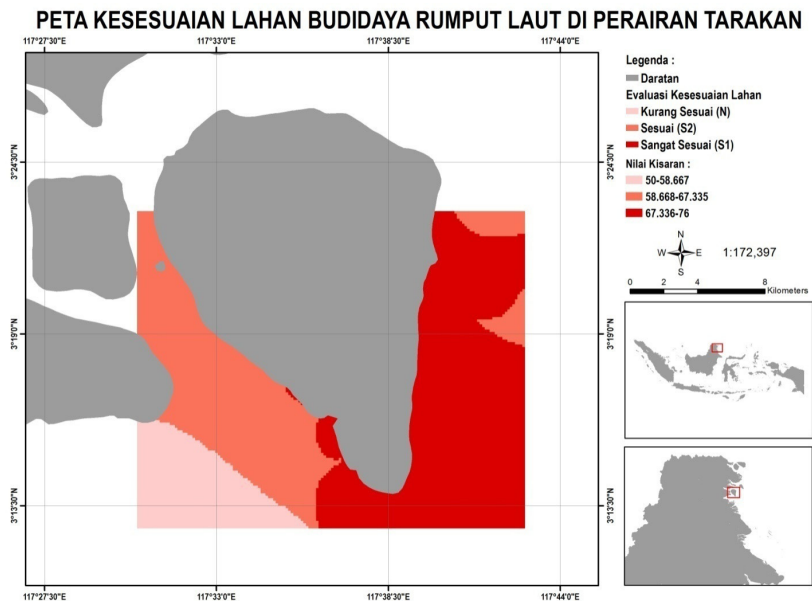 PETA KESESUAIAN LAHAN BUDIDAYA RUMPUT LAUT DI PERAIRAN TARAKAN
117°27'30"E 117°33'0"E 117°38'30"E 117°44'0"E
3°24'30"N 3°24'30"N
3°19'0"N 3°19'0"N
3°13'30"N 3°13'30"N
117°27'30"E 117°33'0"E 117°38'30"E 117°44'0"E
Legenda :
Daratan
Evaluasi Kesesuaian Lahan
Kurang Sesuai (N)
Sesuai (S2)
Sangat Sesuai (S1)
Nilai Kisaran :
50-58.667
58.668-67.335
67.336-76
N
W E
S
1:172,397
0 2 4 8
Kilometers